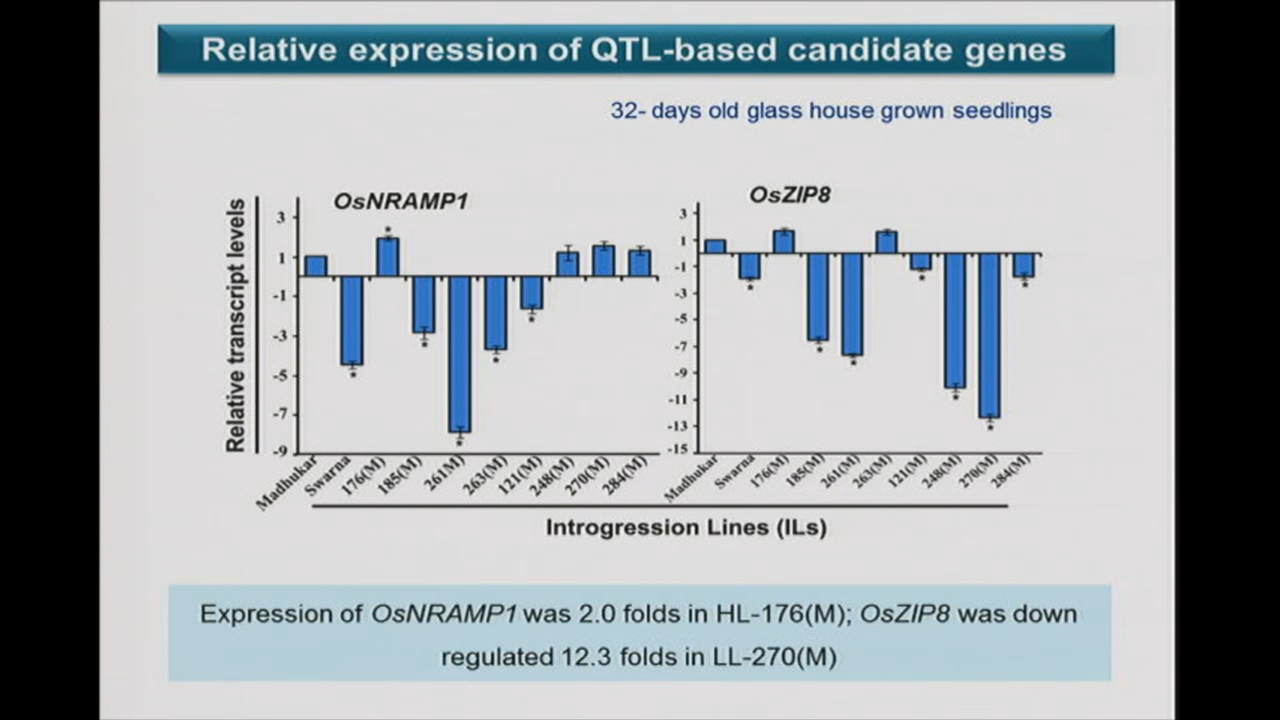 Relative expression of QTL-based candidate genes
32- days old glass house grown seedlings
Relative transcript levels
OsNRAMP1
3
1
-1
-3
-5
-7
-9
Madhukar
Swarna
176(M)
185(M)
261M)
263(M)
121(M)
248(M)
270(M)
284(M)
OsZIP8
3
1
-1
-3
-5
-7
-9
-11
-13
-15
Madhukar
Swarna
176(M)
185(M)
261(M)
263(M)
121(M)
248(M)
270(M)
284(M)
Introgression Lines (ILs)
Expression of OsNRAMP1 was 2.0 folds in HL-176(M); OsZIP8 was down
regulated 12.3 folds in LL-270(M)